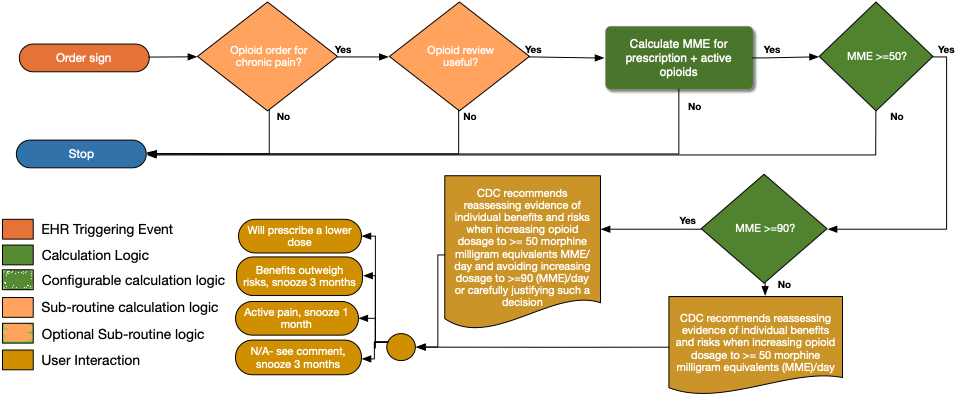 Order sign
Opioid order for
chronic pain?
Yes
No
Opioid review
useful?
Yes
No
Calculate MME for
prescription + active
opioids
Yes
No
MME >=50?
Yes
No
Stop
MME >=90?
Yes
No
CDC recommends
reassessing evidence of
individual benefits and risks
when increasing opioid
dosage to >= 50 morphine
milligram equivalents MME/
day and avoiding increasing
dosage to >=90 (MME)/day
or carefully justifying such a
decision
CDC recommends reassessing
evidence of individual benefits
and risks when increasing opioid
dosage to >= 50 morphine
milligram equivalents (MME)/day
Will prescribe a lower
dose
Benefits outweigh
risks, snooze 3 months
Active pain, snooze 1
month
N/A- see comment,
snooze 3 months
EHR Triggering Event
Calculation Logic
Configurable calculation logic
Sub-routine calculation logic
Optional Sub-routine logic
User Interaction